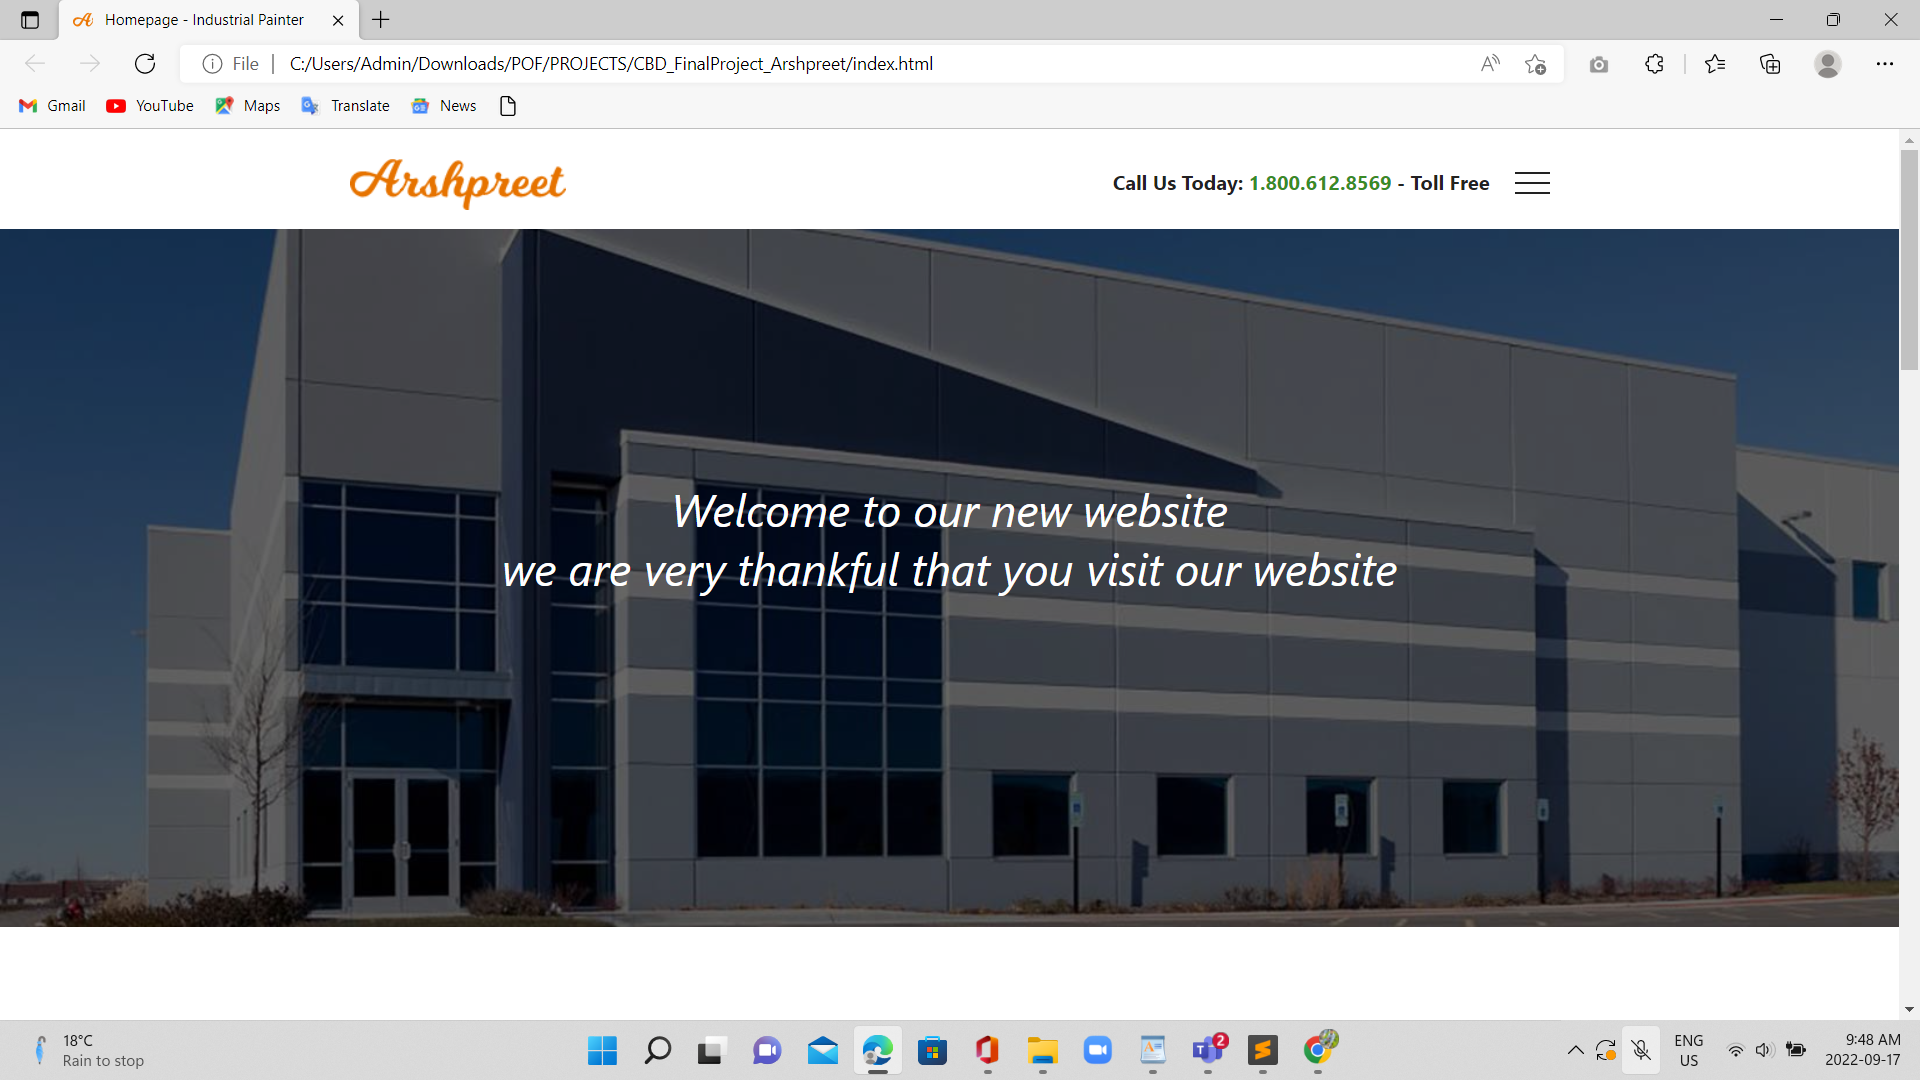 Homepage - Industrial Painter
File
C:/Users/Admin/Downloads/POF/PROJECTS/CBD_FinalProject_Arshpreet/index.html
Gmail
YouTube
Maps
Translate
News
Arshpreet
Call Us Today: 1.800.612.8569 - Toll Free
Welcome to our new website
we are very thankful that you visit our website
18°C
Rain to stop
2
ENG
US
9:48 AM
2022-09-17